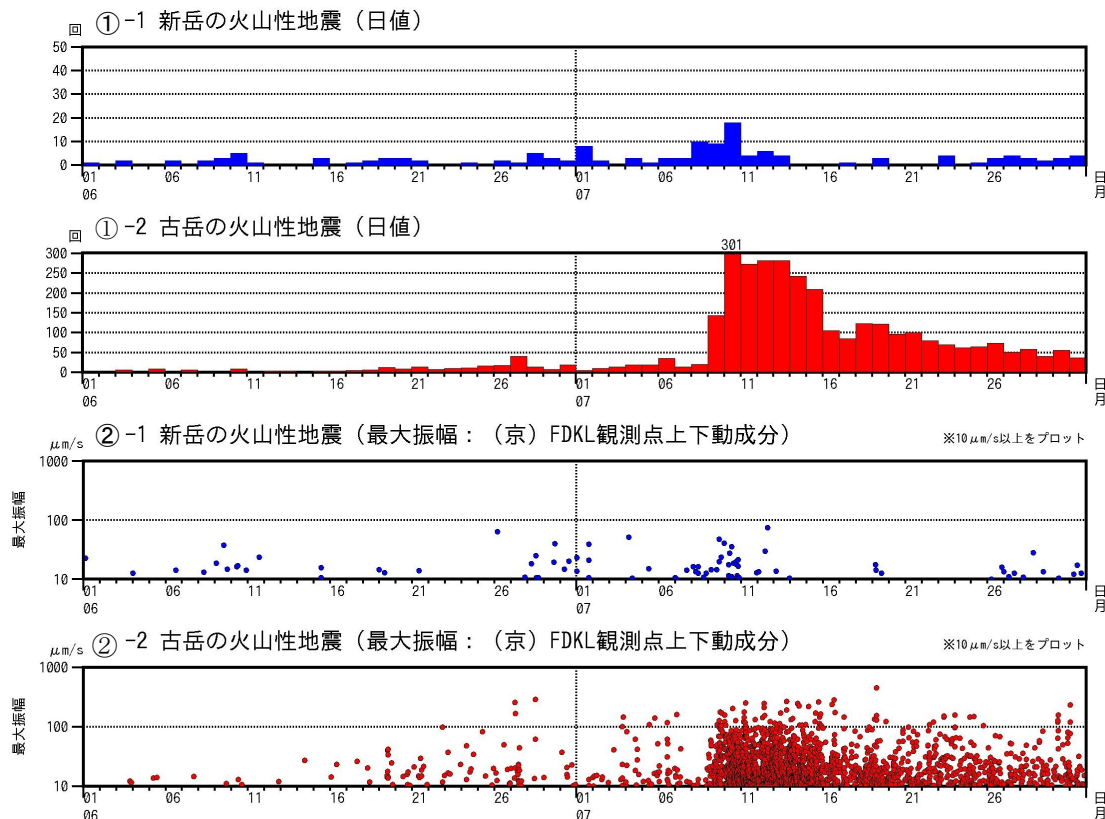 ①-1 新岳の火山性地震（日値）
回
50
40
30
20
10
0
01 06 11 16 21 26 01 06 11 16 21 26 日
06 07 月
①-2 古岳の火山性地震（日値）
回
301
300
250
200
150
100
50
0
01 06 11 16 21 26 01 06 11 16 21 26 日
06 07 月
②-1 新岳の火山性地震（最大振幅：（京）FDKL観測点上下動成分）
μm/s
※10μm/s以上をプロット
最大振幅
1000
100
10
01 06 11 16 21 26 01 06 11 16 21 26 日
06 07 月
②-2 古岳の火山性地震（最大振幅：（京）FDKL観測点上下動成分）
μm/s
※10μm/s以上をプロット
最大振幅
1000
100
10
01 06 11 16 21 26 01 06 11 16 21 26 日
06 07 月